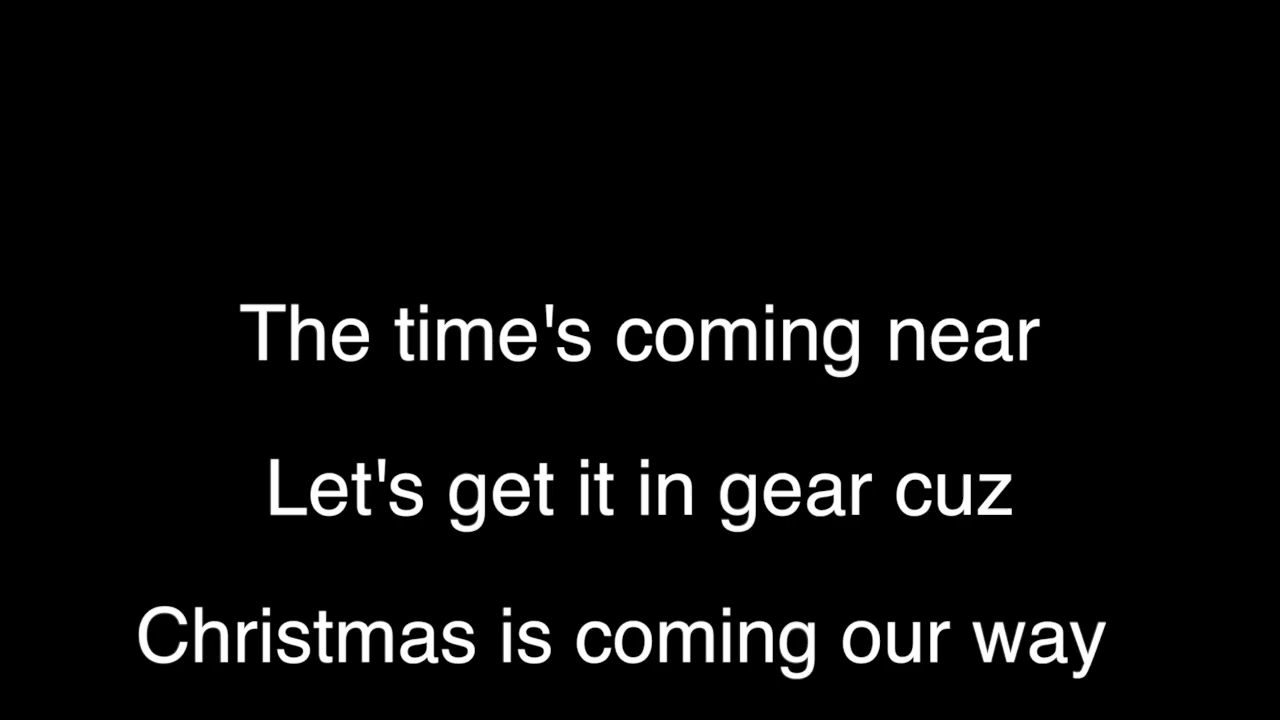 The time's coming near
Let's get it in gear cuz
Christmas is coming our way